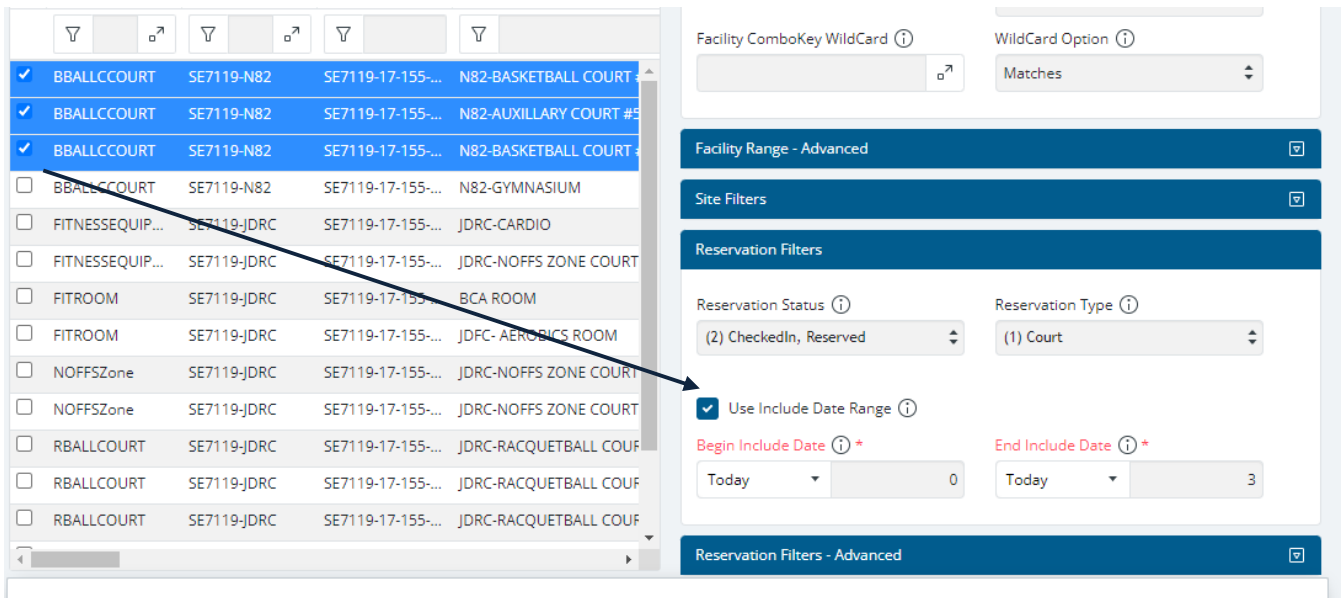 BBALLCCOURT SE7119-N82 SE7119-17-155-... N82-BASKETBALL COURT
BBALLCCOURT SE7119-N82 SE7119-17-155-... N82-AUXILLARY COURT #5
BBALLCCOURT SE7119-N82 SE7119-17-155-... N82-BASKETBALL COURT
BBALLCCOURT SE7119-N82 SE7119-17-155-... N82-GYMNASIUM
FITNESSEQUIP... SE7119-JDRC SE7119-17-155-... JDRC-CARDIO
FITNESSEQUIP... SE7119-JDRC SE7119-17-155-... JDRC-NOFFS ZONE COURT
FITROOM SE7119-JDRC SE7119-17-155-... BCA ROOM
FITROOM SE7119-JDRC SE7119-17-155-... JDFC- AEROBICS ROOM
NOFFSZone SE7119-JDRC SE7119-17-155-... JDRC-NOFFS ZONE COURT
NOFFSZone SE7119-JDRC SE7119-17-155-... JDRC-NOFFS ZONE COURT
RBALLCOURT SE7119-JDRC SE7119-17-155-... JDRC-RACQUETBALL COUR
RBALLCOURT SE7119-JDRC SE7119-17-155-... JDRC-RACQUETBALL COUR
RBALLCOURT SE7119-JDRC SE7119-17-155-... JDRC-RACQUETBALL COUR
Facility ComboKey WildCard WildCard Option
Matches
Facility Range - Advanced
Site Filters
Reservation Filters
Reservation Status Reservation Type
(2) CheckedIn, Reserved (1) Court
Use Include Date Range
Begin Include Date * End Include Date *
Today 0 Today 3
Reservation Filters - Advanced